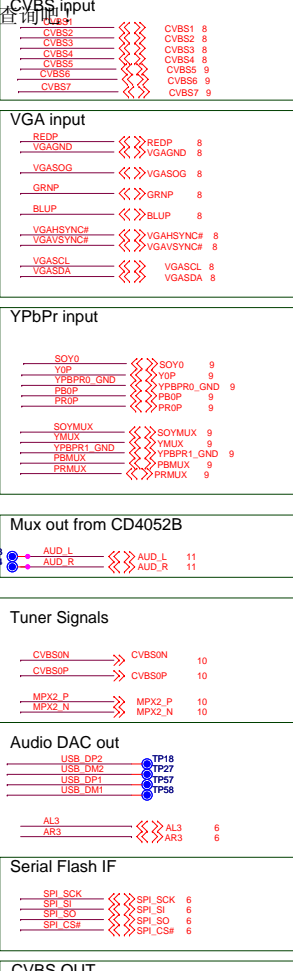 CVBS input
查询吧!
CVBS1 CVBS1 8
CVBS2 CVBS2 8
CVBS3 CVBS3 8
CVBS4 CVBS4 8
CVBS5 CVBS5 9
CVBS6 CVBS6 9
CVBS7 CVBS7 9
VGA input
REDP REDP 8
VGAGND VGAGND 8
VGASOG VGASOG 8
GRNP GRNP 8
BLUP BLUP 8
VGAHSYNC# VGAHSYNC# 8
VGAVSYNC# VGAVSYNC# 8
VGASCL VGASCL 8
VGASDA VGASDA 8
YPbPr input
SOY0 SOY0 9
Y0P Y0P 9
YPBPR0_GND YPBPR0_GND 9
PB0P PB0P 9
PR0P PR0P 9
SOYMUX SOYMUX 9
YMUX YMUX 9
YPBPR1_GND YPBPR1_GND 9
PBMUX PBMUX 9
PRMUX PRMUX 9
Mux out from CD4052B
AUD_L AUD_L 11
AUD_R AUD_R 11
Tuner Signals
CVBS0N CVBS0N 10
CVBS0P CVBS0P 10
MPX2_P MPX2_P 10
MPX2_N MPX2_N 10
Audio DAC out
USB_DP2 TP18
USB_DM2 TP27
USB_DP1 TP57
USB_DM1 TP58
AL3 AL3 6
AR3 AR3 6
Serial Flash IF
SPI_SCK SPI_SCK 6
SPI_SI SPI_SI 6
SPI_SO SPI_SO 6
SPI_CS# SPI_CS# 6
CVBS OUT